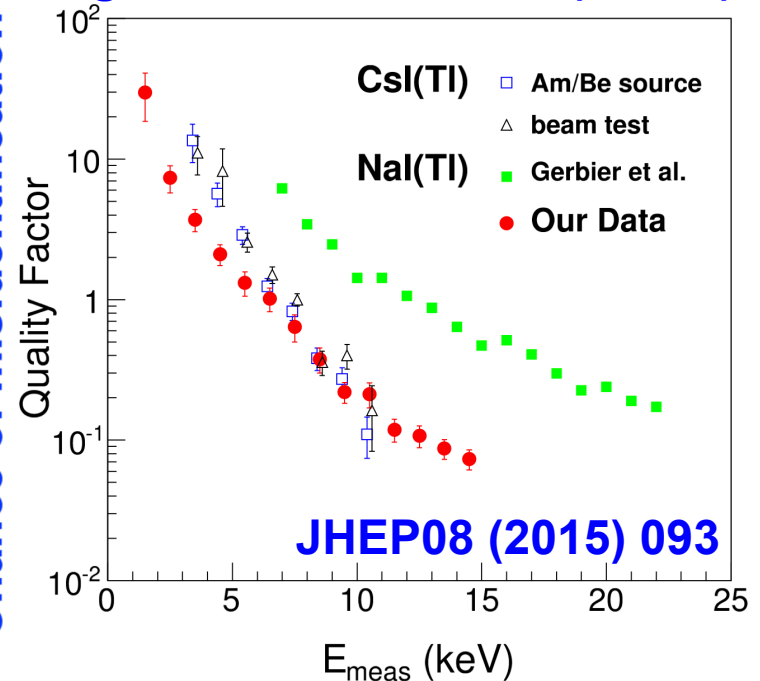 10²
CsI(Tl)
Am/Be source
beam test
NaI(Tl)
Gerbier et al.
Our Data
10
1
10⁻¹
10⁻²
Quality Factor
JHEP08 (2015) 093
0 5 10 15 20 25
E_meas (keV)